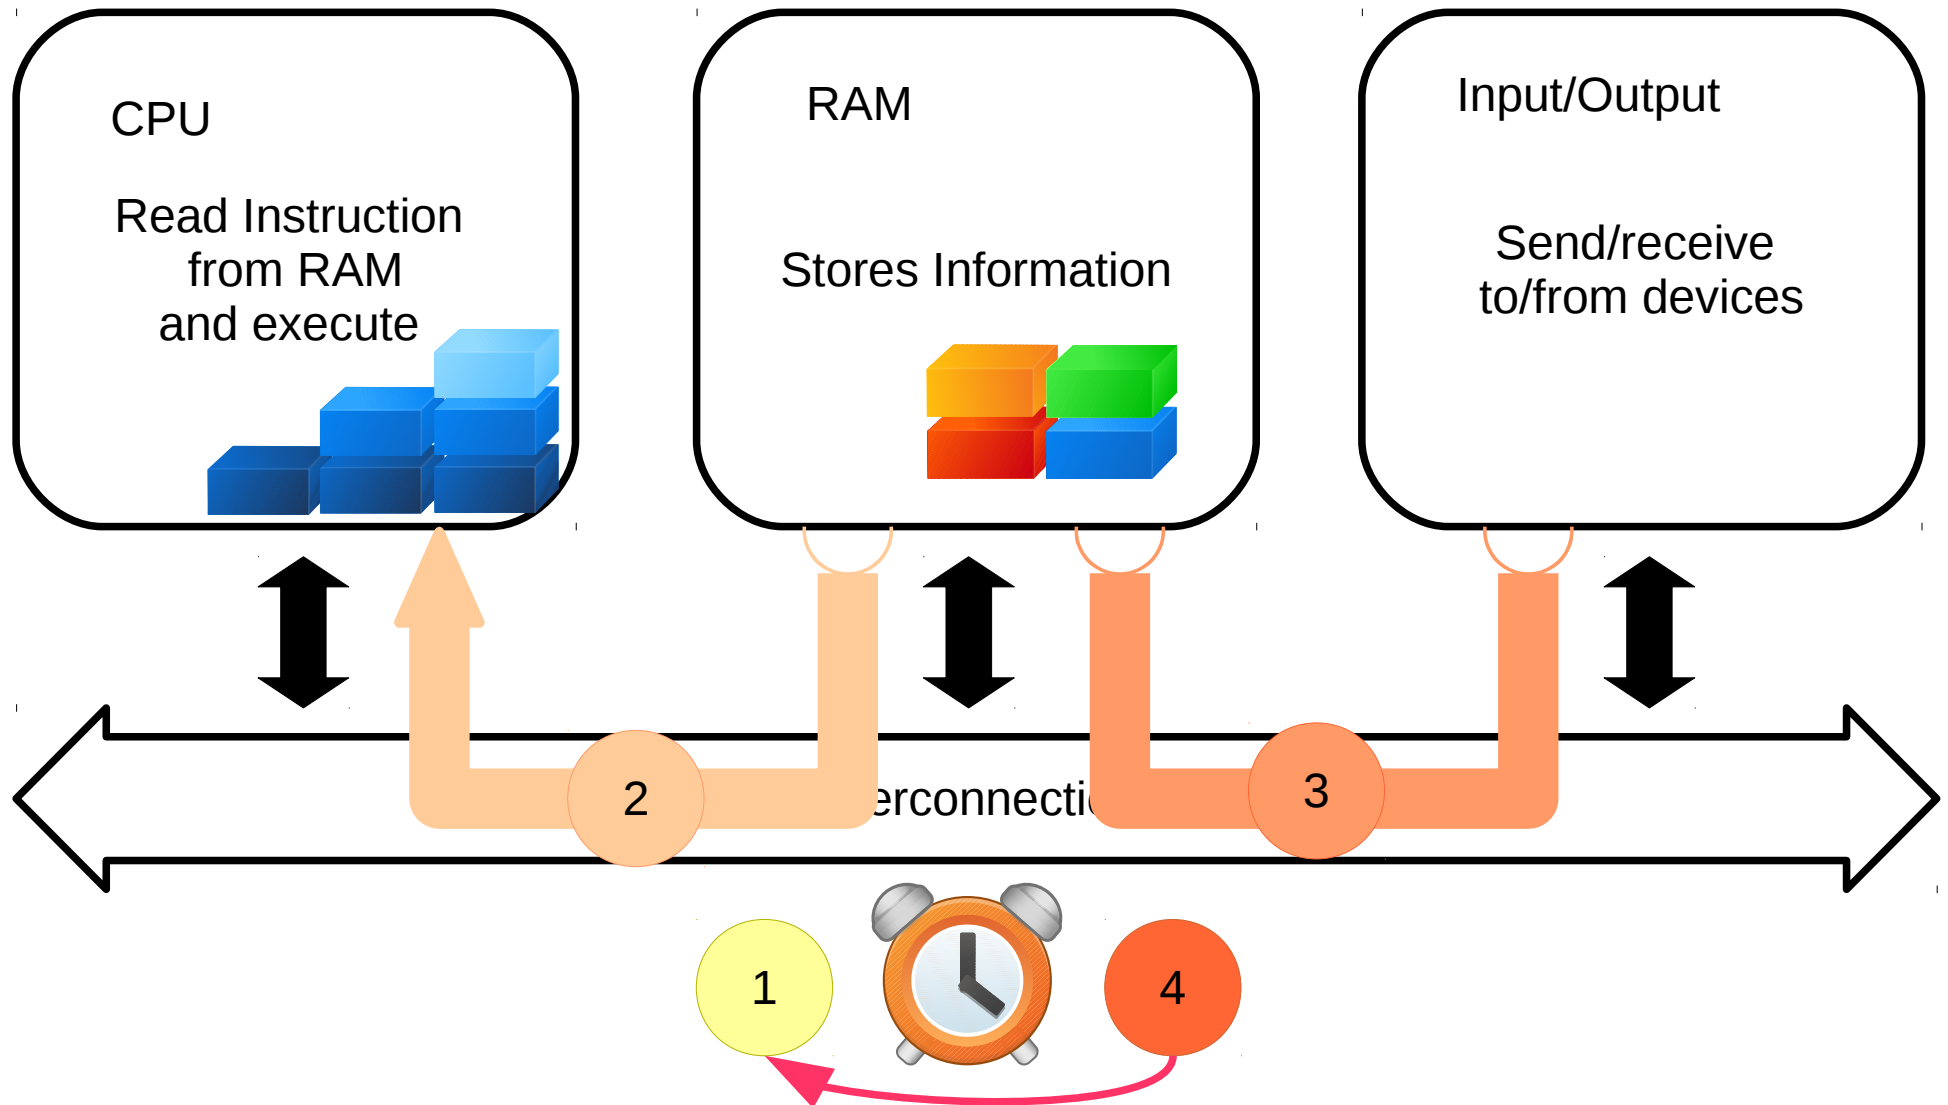 CPU
Read Instruction
from RAM
and execute
RAM
Stores Information
Input/Output
Send/receive
to/from devices
2
erconnecti
3
1
4